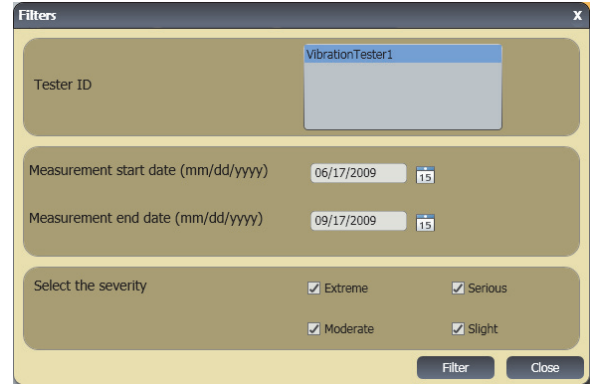 Filters X
Tester ID
VibrationTester1
Measurement start date (mm/dd/yyyy) 06/17/2009 15
Measurement end date (mm/dd/yyyy) 09/17/2009 15
Select the severity
Extreme Serious
Moderate Slight
Filter Close